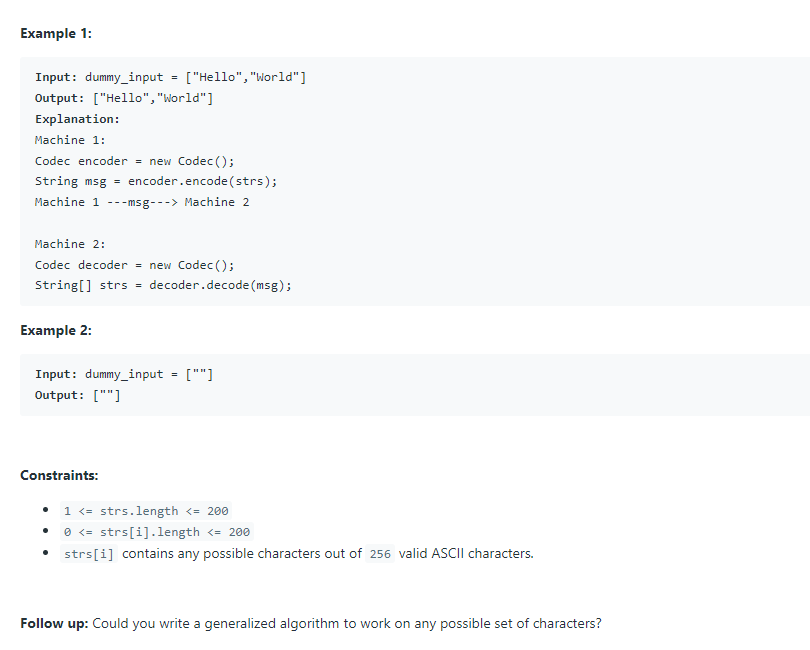 Example 1:
Input: dummy_input = ["Hello","World"]
Output: ["Hello","World"]
Explanation:
Machine 1:
Codec encoder = new Codec();
String msg = encoder.encode(strs);
Machine 1 ---msg---> Machine 2
Machine 2:
Codec decoder = new Codec();
String[] strs = decoder.decode(msg);
Example 2:
Input: dummy_input = [""]
Output: [""]
Constraints:
• 1 <= strs.length <= 200
• 0 <= strs[i].length <= 200
• strs[i] contains any possible characters out of 256 valid ASCII characters.
Follow up: Could you write a generalized algorithm to work on any possible set of characters?